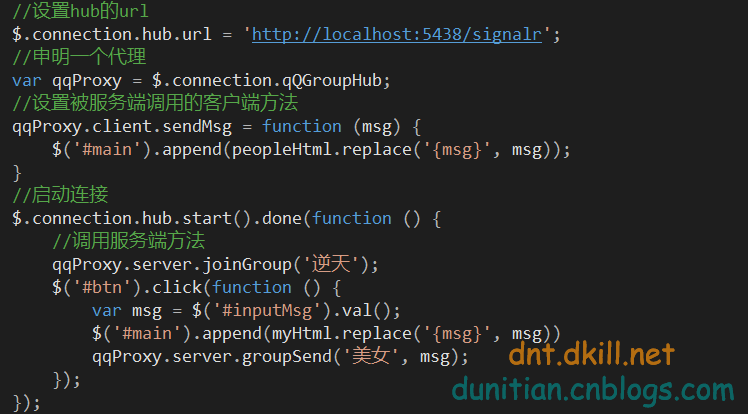 //设置hub的url
$.connection.hub.url = 'http://localhost:5438/signalr';
//申明一个代理
var qqProxy = $.connection.qQGroupHub;
//设置被服务端调用的客户端方法
qqProxy.client.sendMsg = function (msg) {
    $('#main').append(peopleHtml.replace('{msg}', msg));
}
//启动连接
$.connection.hub.start().done(function () {
    //调用服务端方法
    qqProxy.server.joinGroup('逆天');
    $('#btn').click(function () {
        var msg = $('#inputMsg').val();
        $('#main').append(myHtml.replace('{msg}', msg))
        qqProxy.server.groupSend('美女', msg);
    });
});
dnt.dkill.net
dunitian.cnblogs.com